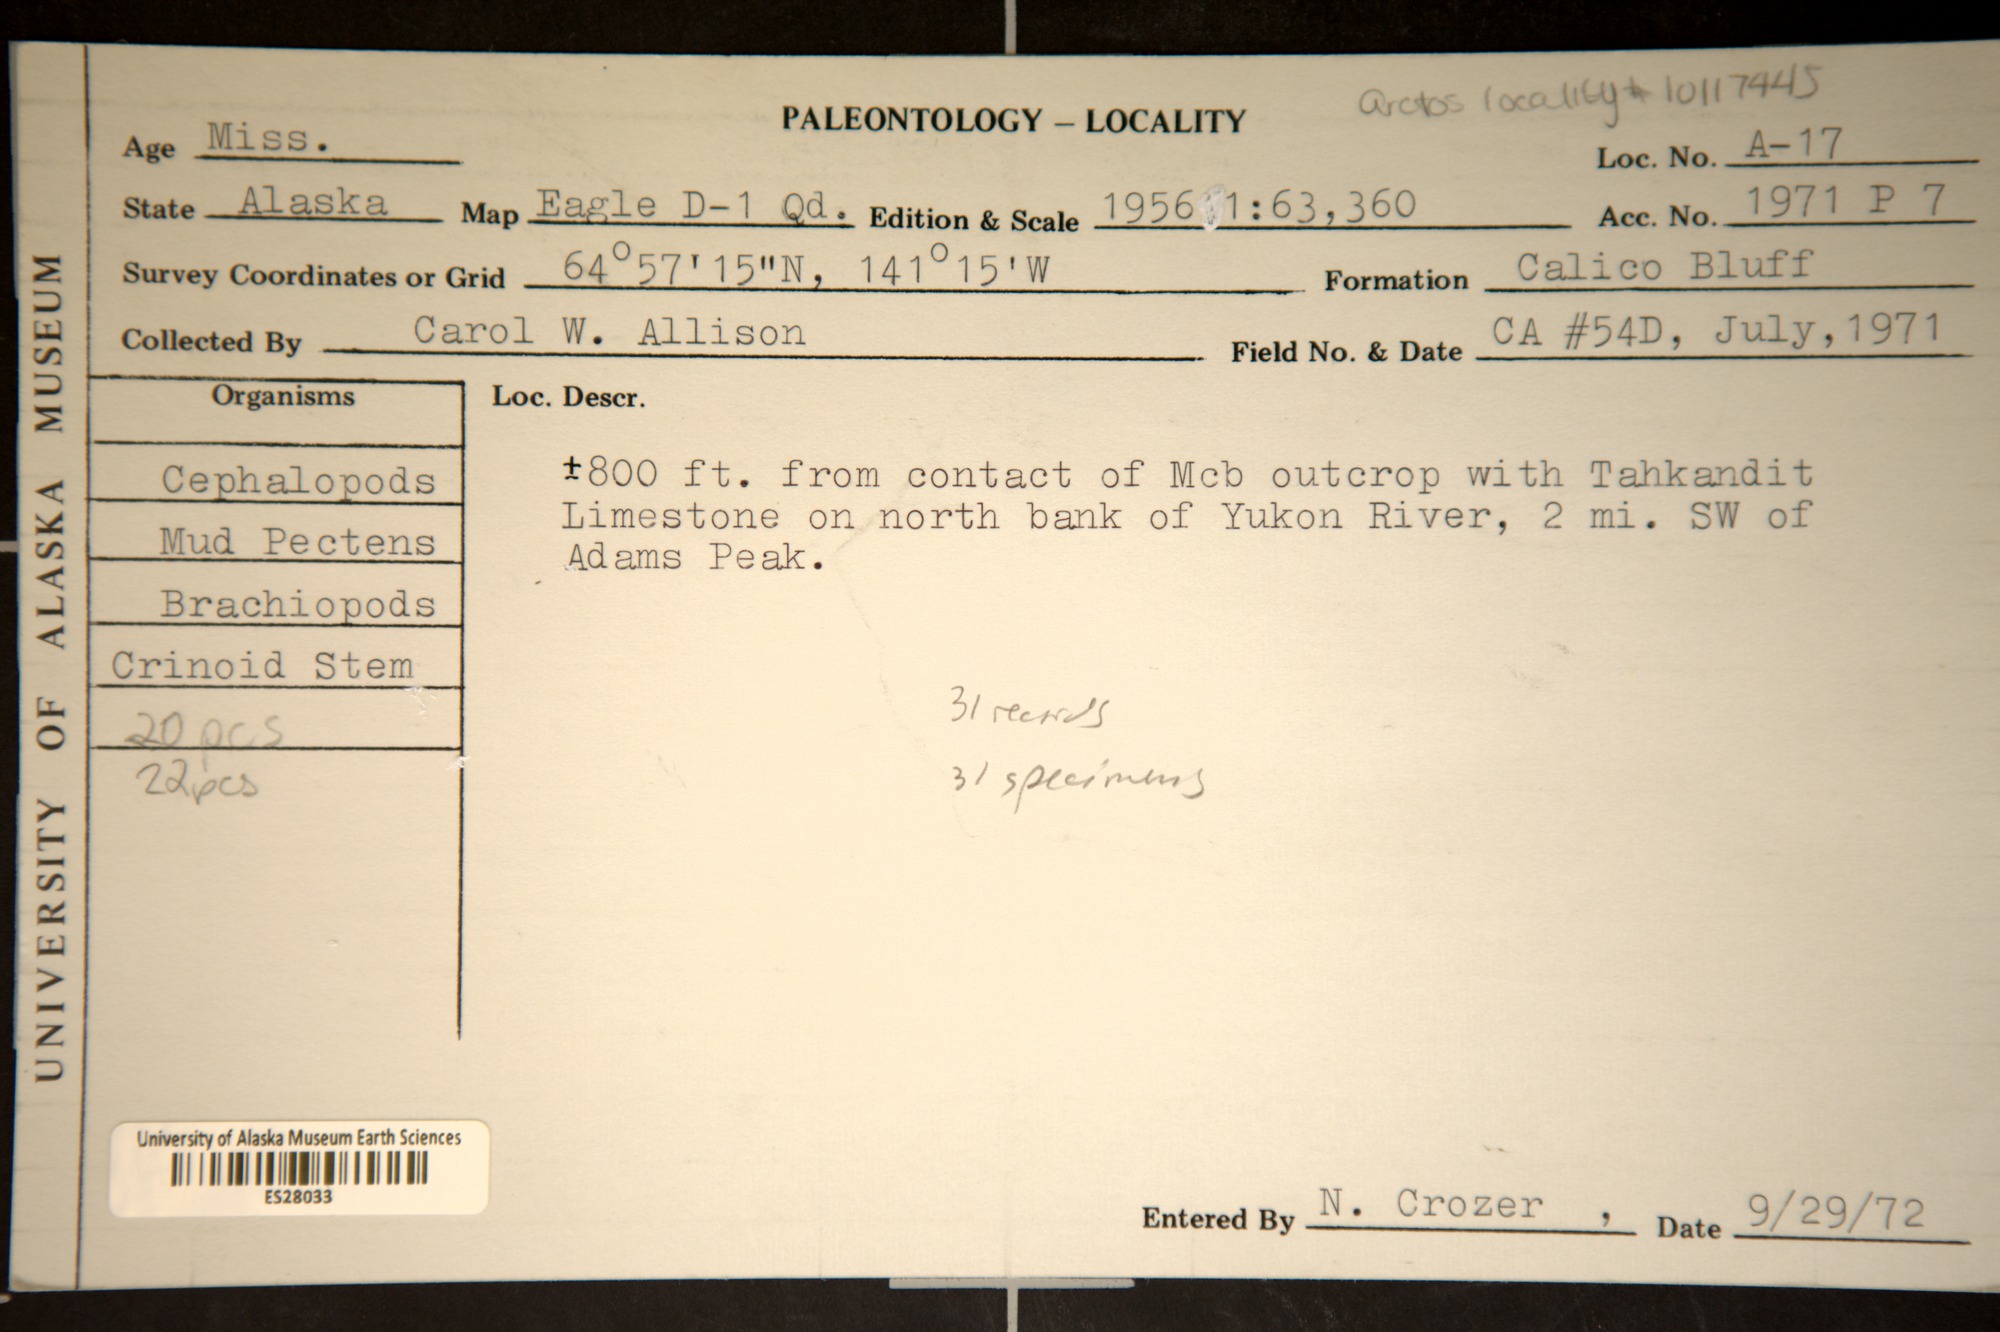 arctos locality # 10117445
PALEONTOLOGY – LOCALITY
Age Miss.
Loc. No. A-17
State Alaska Map Eagle D-1 Qd. Edition & Scale 1956 1:63,360 Acc. No. 1971 P 7
Survey Coordinates or Grid 64°57'15"N, 141°15'W Formation Calico Bluff
Collected By Carol W. Allison Field No. & Date CA #54D, July, 1971
Organisms
Cephalopods
Mud Pectens
Brachiopods
Crinoid Stem
20 pcs
22 pcs
Loc. Descr.
±800 ft. from contact of Mcb outcrop with Tahkandit
Limestone on north bank of Yukon River, 2 mi. SW of
Adams Peak.
31 records
31 specimens
UNIVERSITY OF ALASKA MUSEUM
University of Alaska Museum Earth Sciences
ES28033
Entered By N. Crozer , Date 9/29/72